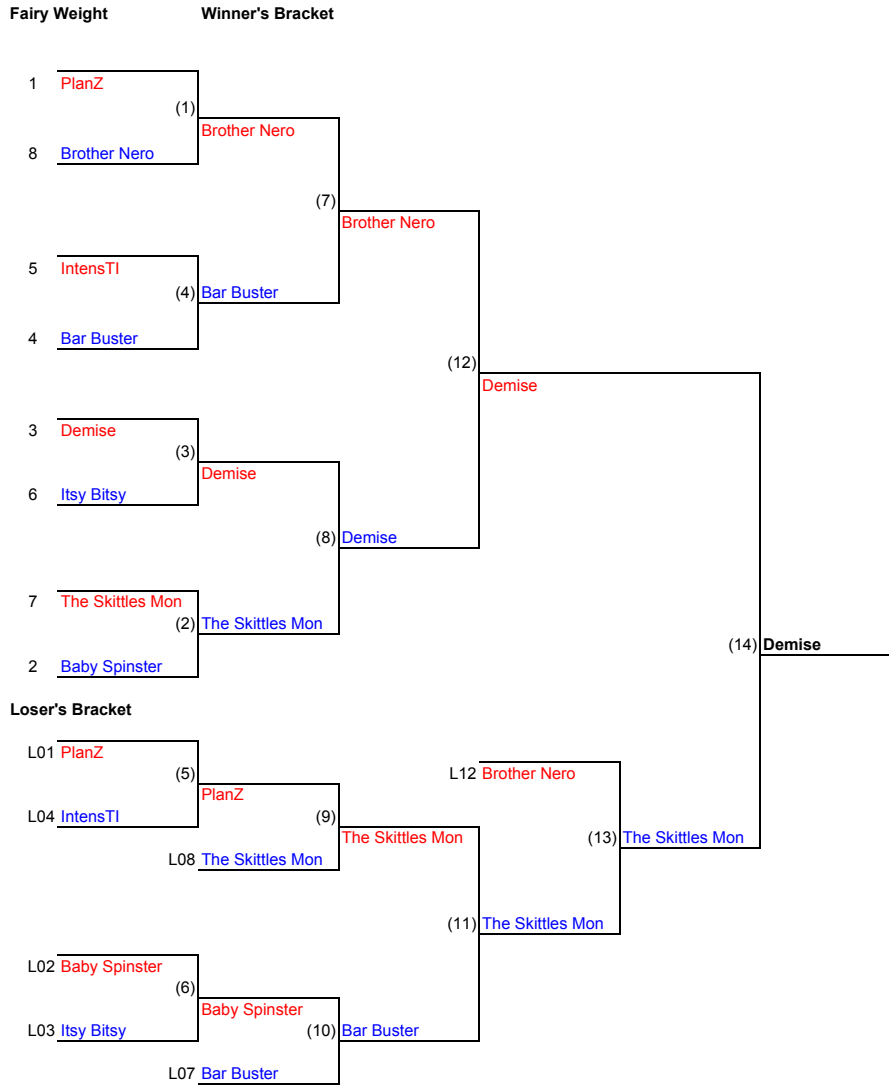 Fairy Weight Winner's Bracket
1 PlanZ
(1)
Brother Nero
8 Brother Nero
(7)
Brother Nero
5 IntensTI
(4) Bar Buster
4 Bar Buster
(12)
Demise
3 Demise
(3)
Demise
6 Itsy Bitsy
(8) Demise
7 The Skittles Mon
(2) The Skittles Mon
(14) Demise
2 Baby Spinster
Loser's Bracket
L01 PlanZ
(5)
L12 Brother Nero
PlanZ
L04 IntensTI
(9)
The Skittles Mon
(13) The Skittles Mon
L08 The Skittles Mon
(11) The Skittles Mon
L02 Baby Spinster
(6)
Baby Spinster
L03 Itsy Bitsy
(10) Bar Buster
L07 Bar Buster